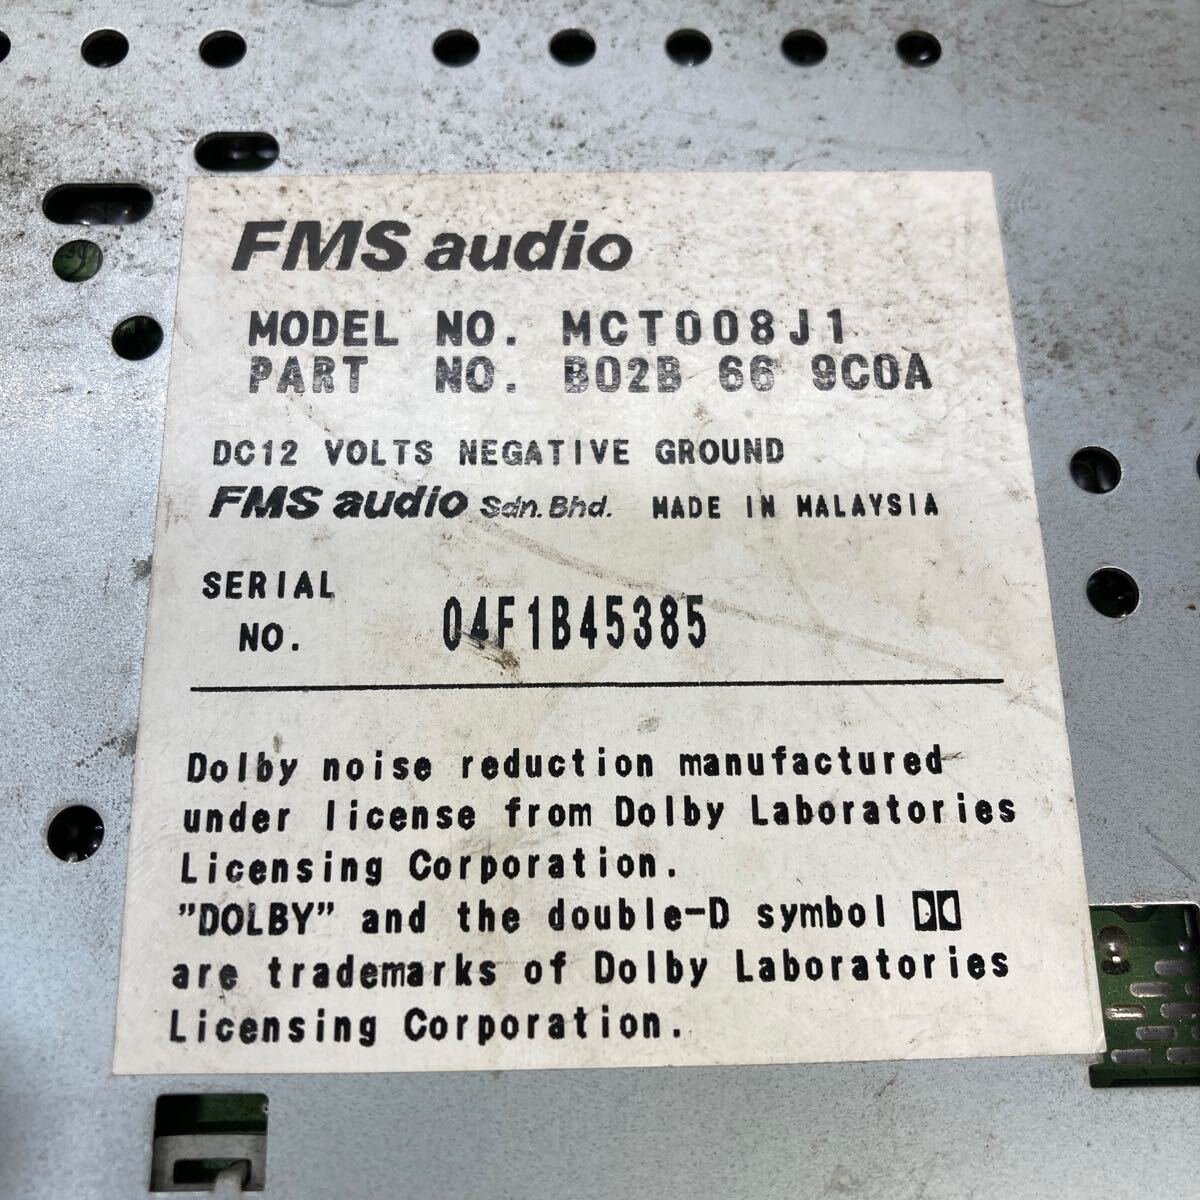 FMS audio
MODEL NO. MCT008J1
PART NO. B02B 66 9C0A
DC12 VOLTS NEGATIVE GROUND
FMS audio Sdn. Bhd. MADE IN MALAYSIA
SERIAL
NO. 04F1B45385
Dolby noise reduction manufactured
under license from Dolby Laboratories
Licensing Corporation.
"DOLBY" and the double-D symbol
are trademarks of Dolby Laboratories
Licensing Corporation.